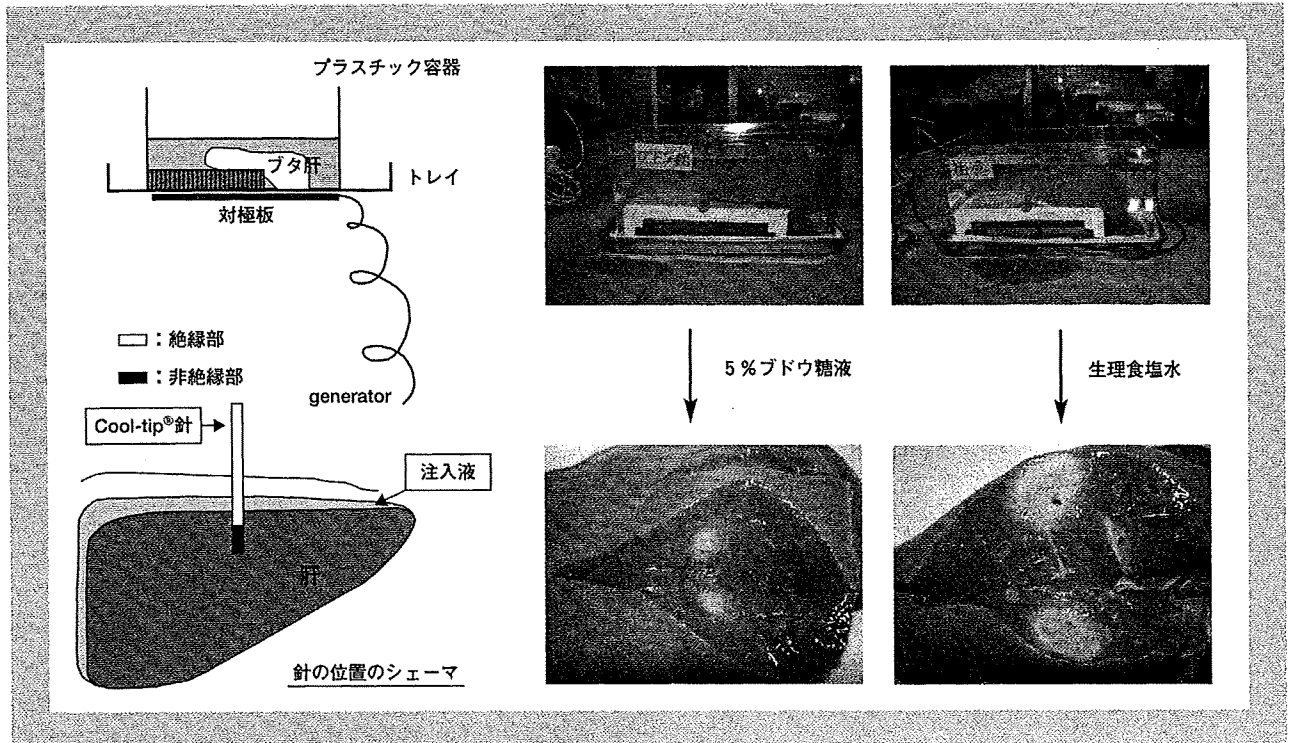 プラスチック容器
ブタ肝
トレイ
対極板
□：絶縁部
■：非絶縁部
generator
Cool-tip®針
注入液
肝
針の位置のシェーマ
5％ブドウ糖液
生理食塩水